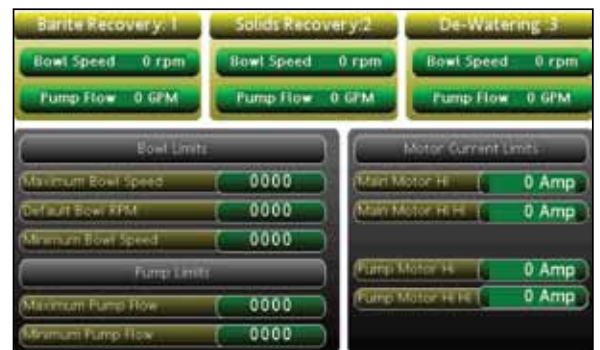 Barite Recovery: 1
Solids Recovery:2
De-Watering :3
Bowl Speed 0 rpm
Bowl Speed 0 rpm
Bowl Speed 0 rpm
Pump Flow 0 GPM
Pump Flow 0 GPM
Pump Flow 0 GPM
Bowl Limits
Maximum Bowl Speed 0000
Default Bowl RPM 0000
Minimum Bowl Speed 0000
Pump Limits
Maximum Pump Flow 0000
Minimum Pump Flow 0000
Motor Current Limits
Main Motor Hi 0 Amp
Main Motor Hi Hi 0 Amp
Pump Motor Hi 0 Amp
Pump Motor Hi Hi 0 Amp